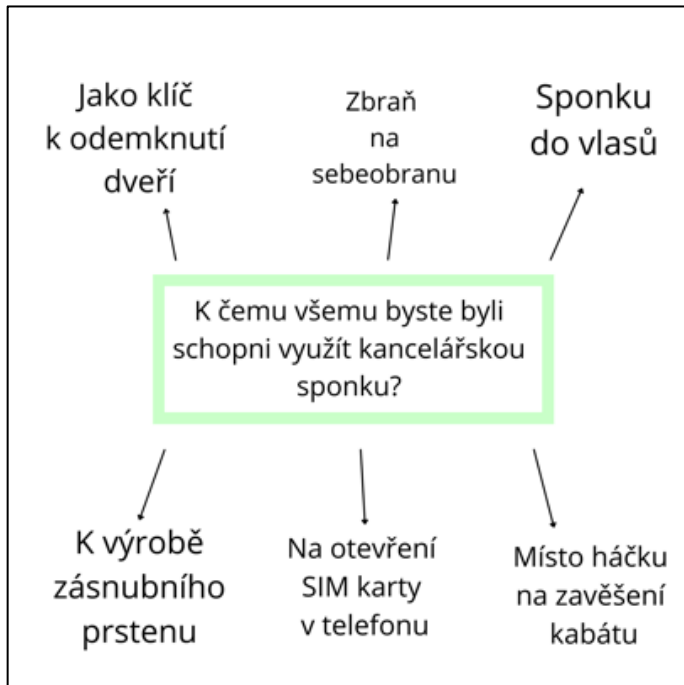 Jako klíč
k odemknutí
dveří
Zbraň
na
sebeobranu
Sponku
do vlasů
K čemu všemu byste byli
schopni využít kancelářskou
sponku?
K výrobě
zásnubního
prstenu
Na otevření
SIM karty
v telefonu
Místo háčku
na zavěšení
kabátu